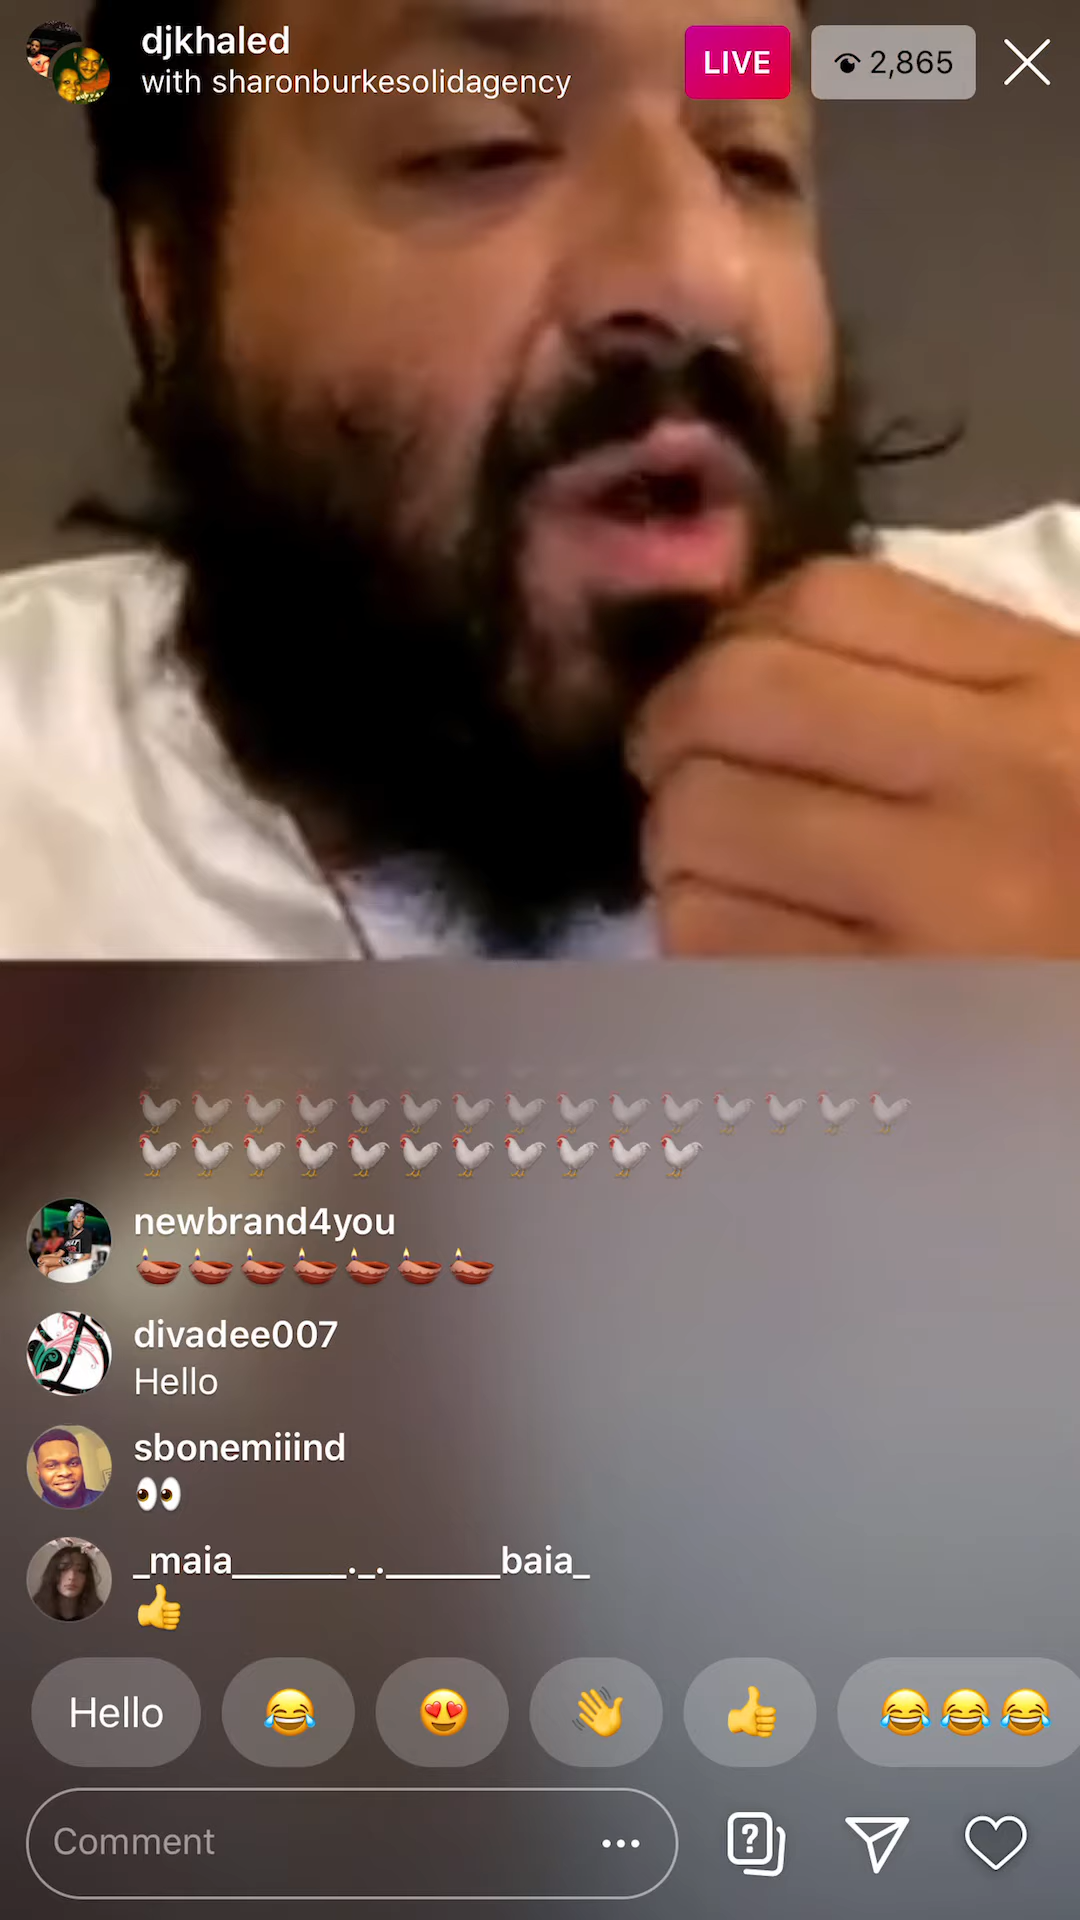 djkhaled
with sharonburkesolidagency
LIVE
2,865
newbrand4you
divadee007
Hello
sbonemiiind
👀
_maia______._.______baia_
👍
Hello
Comment